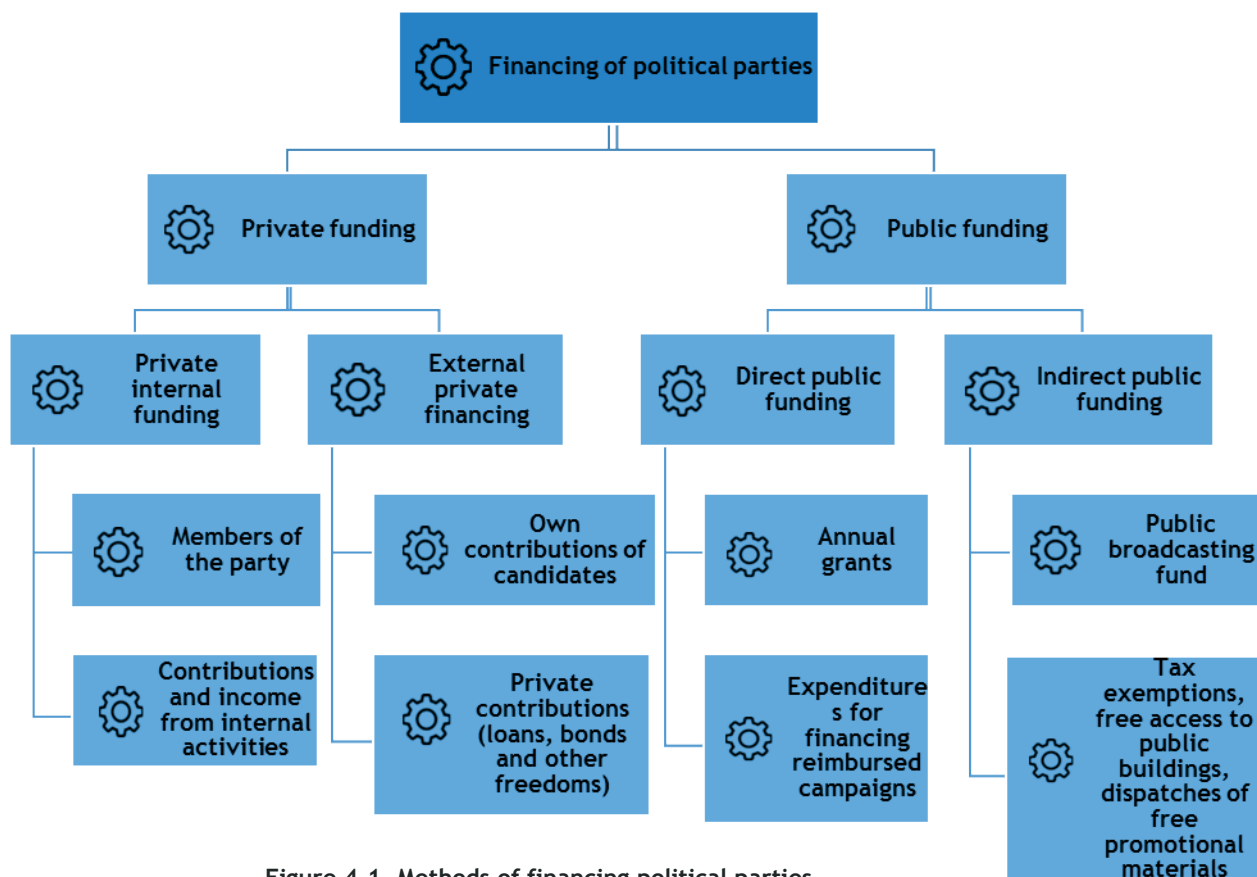 Financing of political parties
Private funding
Public funding
Private
internal
funding
External
private
financing
Direct public
funding
Indirect public
funding
Members of
the party
Own
contributions of
candidates
Annual
grants
Public
broadcasting
fund
Contributions
and income
from internal
activities
Private
contributions
(loans, bonds
and other
freedoms)
Expenditure
s for
financing
reimbursed
campaigns
Tax
exemptions,
free access to
public
buildings,
dispatches of
free
promotional
materials
Figure 4-1. Methods of financing political parties